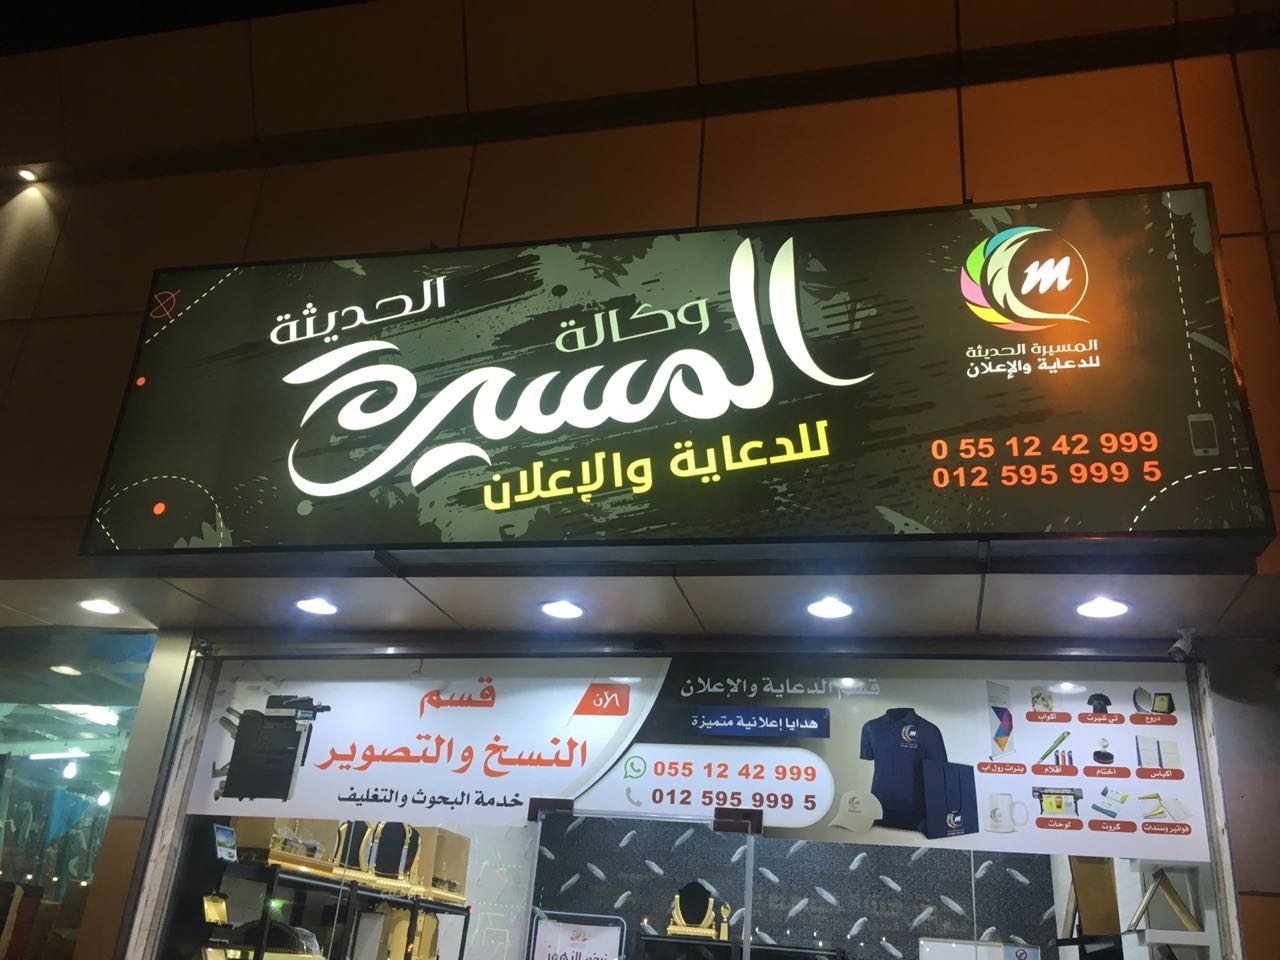 وكالة
المسيرة
الحديثة
للدعاية والإعلان
m
المسيرة الحديثة
للدعاية والإعلان
0 55 12 42 999
012 595 999 5
قسم الدعاية والإعلان
هدايا إعلانية متميزة
055 12 42 999
012 595 999 5
دروع
تي شيرت
أكواب
أكياس
أختام
أقلام
بنرات رول أب
فواتير وسندات
كروت
لوحات
الآن
قسم
النسخ والتصوير
خدمة البحوث والتغليف